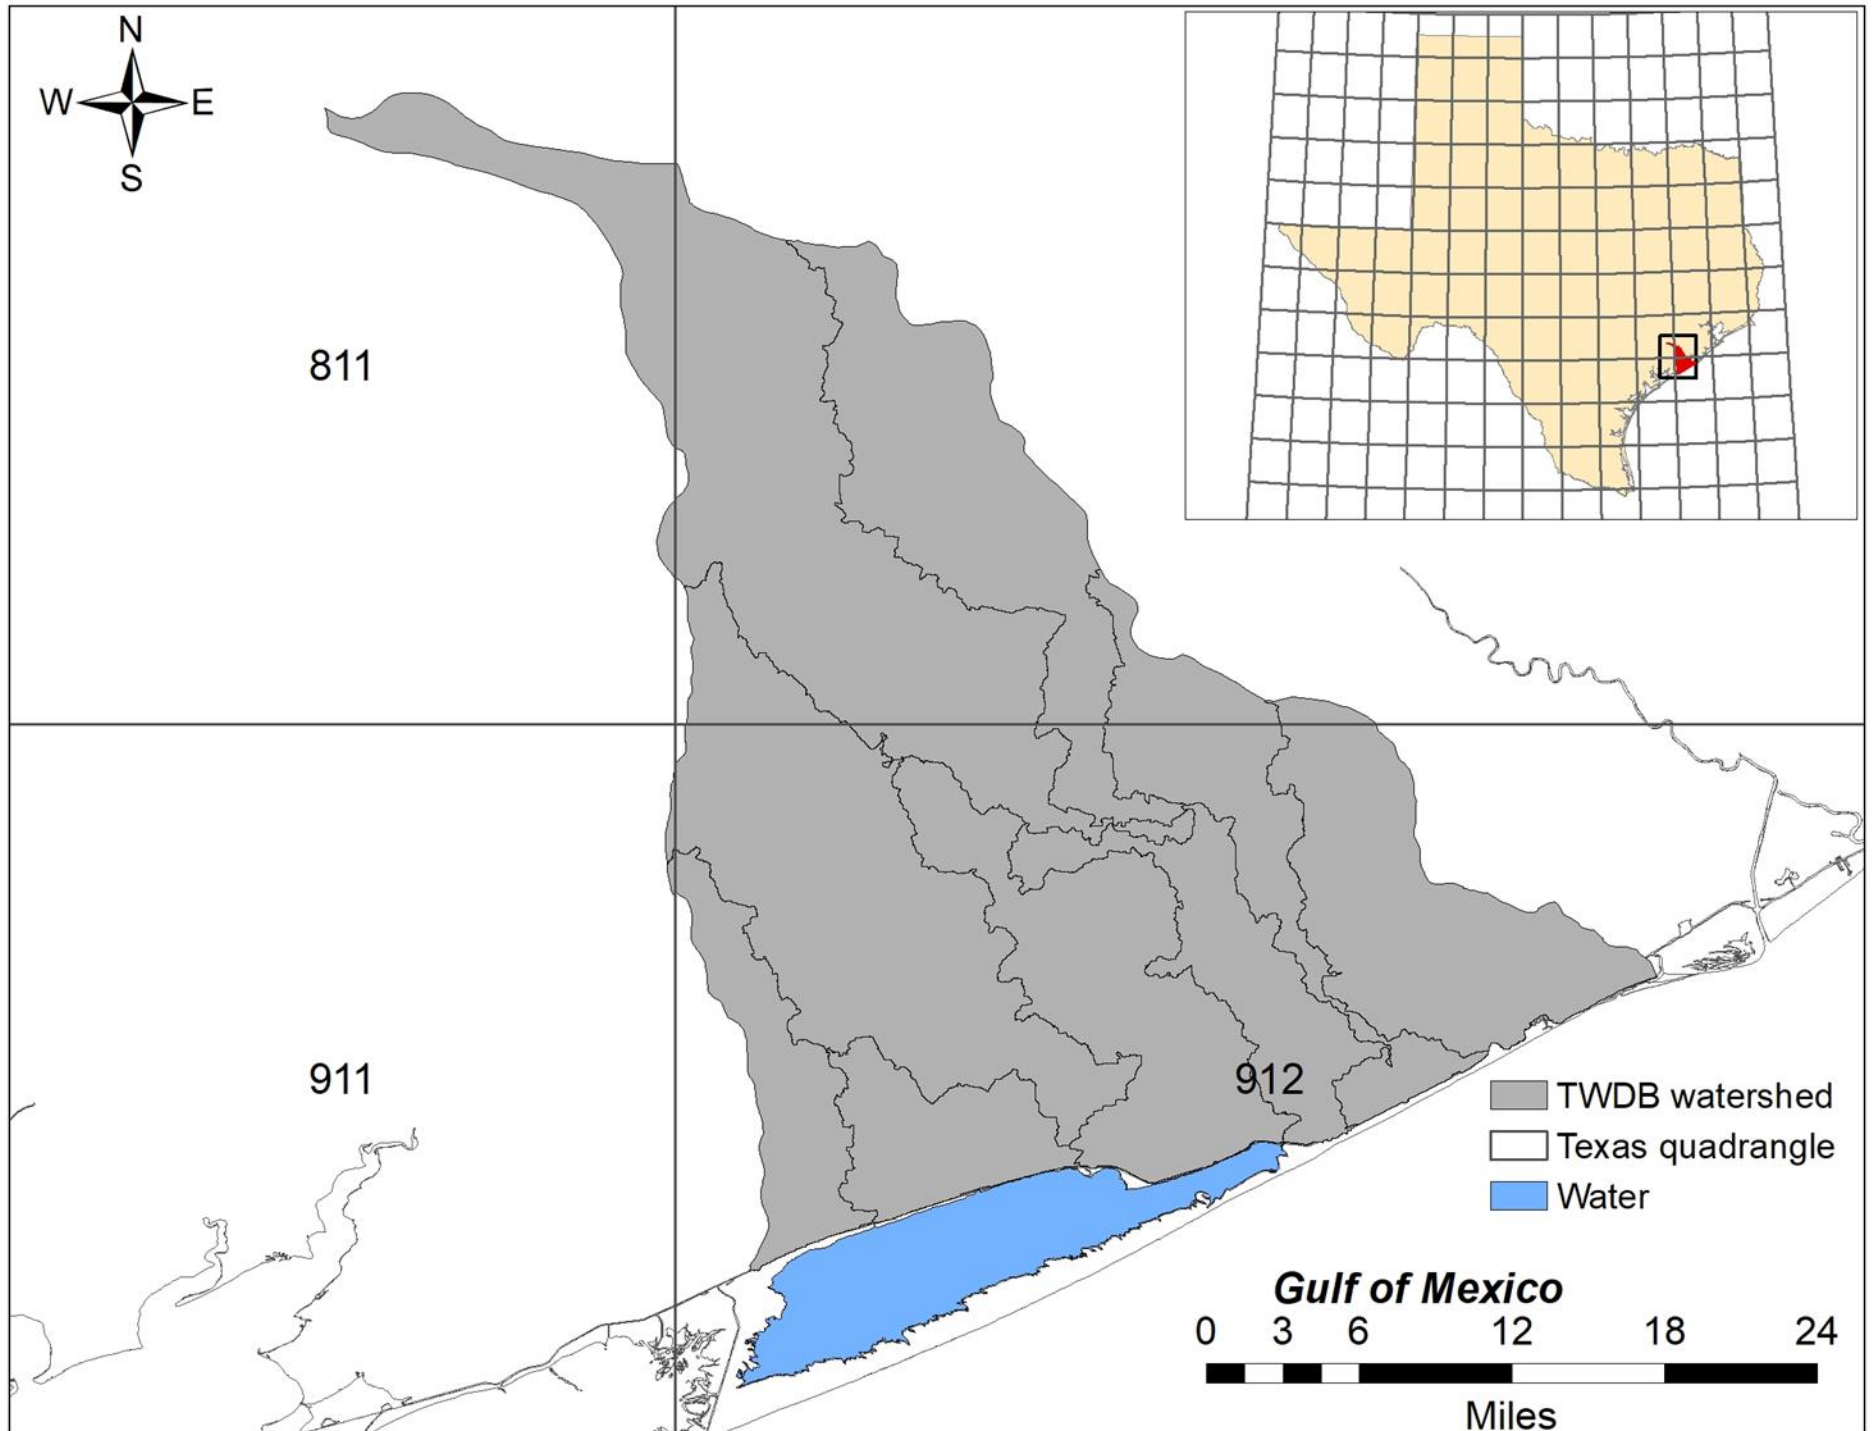 N
W E
S
811
911
912
TWDB watershed
Texas quadrangle
Water
Gulf of Mexico
0 3 6 12 18 24
Miles